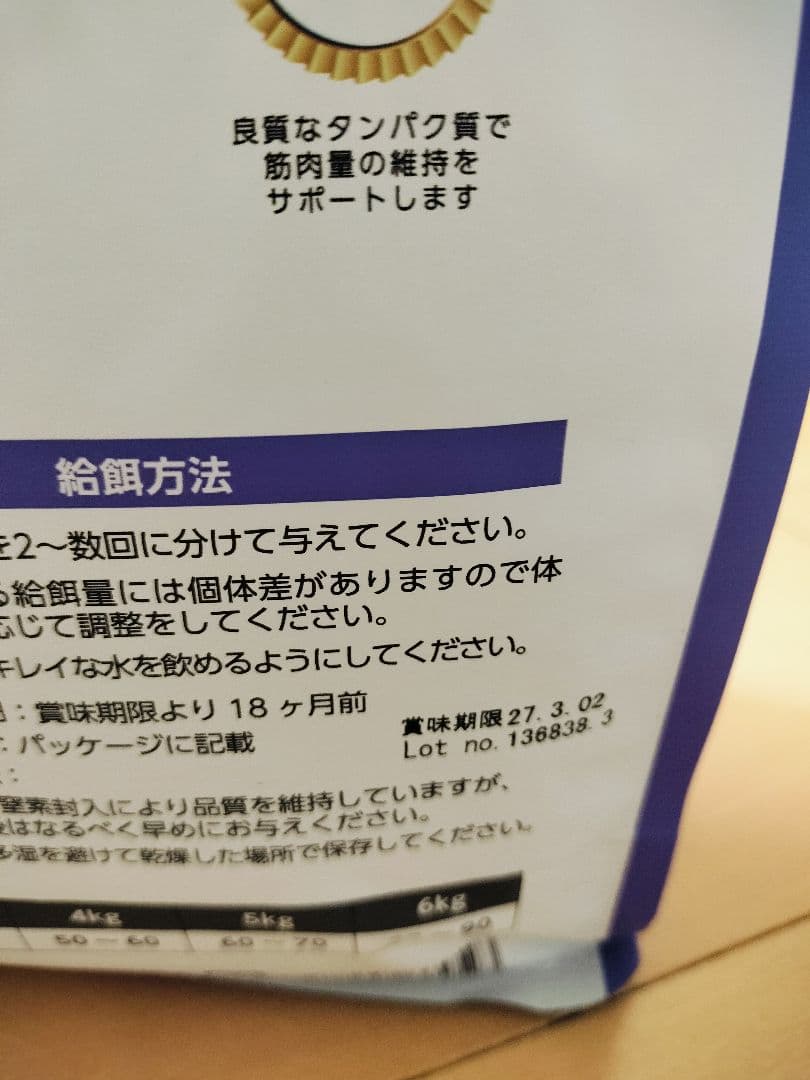 良質なタンパク質で
筋肉量の維持を
サポートします
給餌方法
を2〜数回に分けて与えてください。
給餌量には個体差がありますので体
応じて調整をしてください。
キレイな水を飲めるようにしてください。
：賞味期限より 18 ヶ月前
：パッケージに記載
賞味期限 27. 3. 02
Lot no. 136838. 3
素封入により品質を維持していますが、
はなるべく早めにお与えください。
多湿を避けて乾燥した場所で保存してください。
4kg 5kg 6kg
50 〜 60 60 〜 70